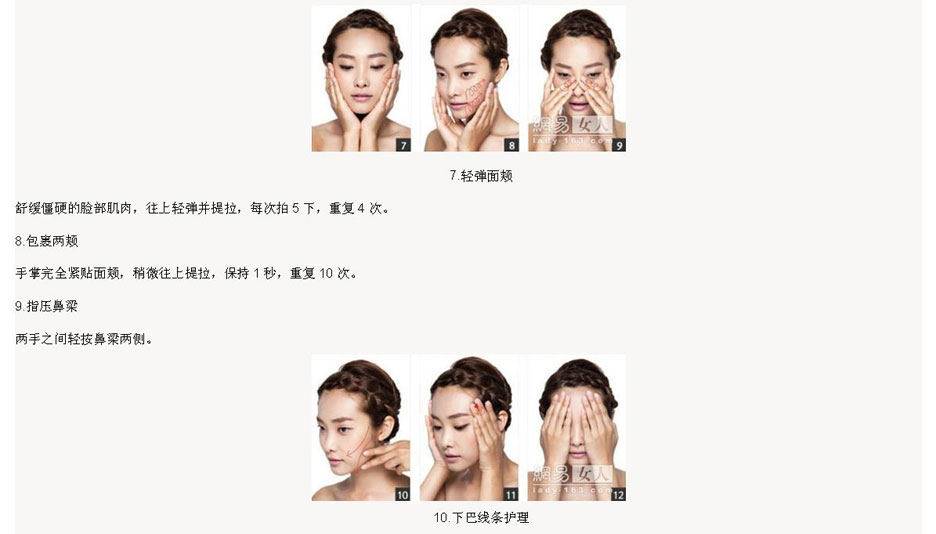 7
8
9
網易女人
lady.163.com
7.轻弹面颊
舒缓僵硬的脸部肌肉，往上轻弹并提拉，每次拍 5 下，重复 4 次。
8.包裹两颊
手掌完全紧贴面颊，稍微往上提拉，保持 1 秒，重复 10 次。
9.指压鼻梁
两手之间轻按鼻梁两侧。
10
11
12
網易女人
lady.163.com
10.下巴线条护理